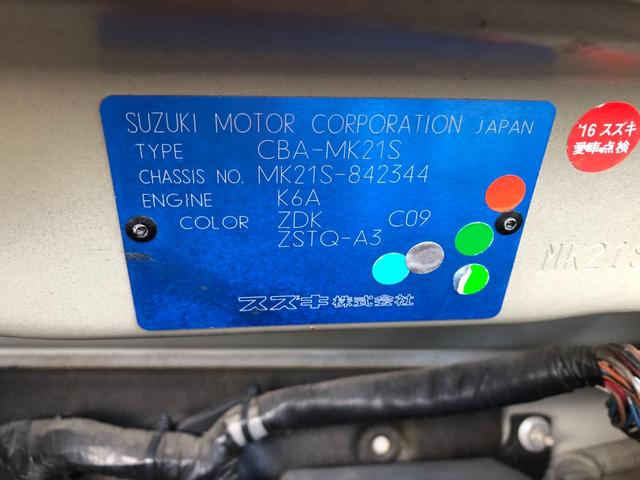 SUZUKI MOTOR CORPORATION JAPAN
TYPE CBA-MK21S
CHASSIS NO. MK21S-842344
ENGINE K6A
COLOR ZDK C09
ZSTQ-A3
スズキ株式会社
'16 スズキ
愛車点検
MK21S